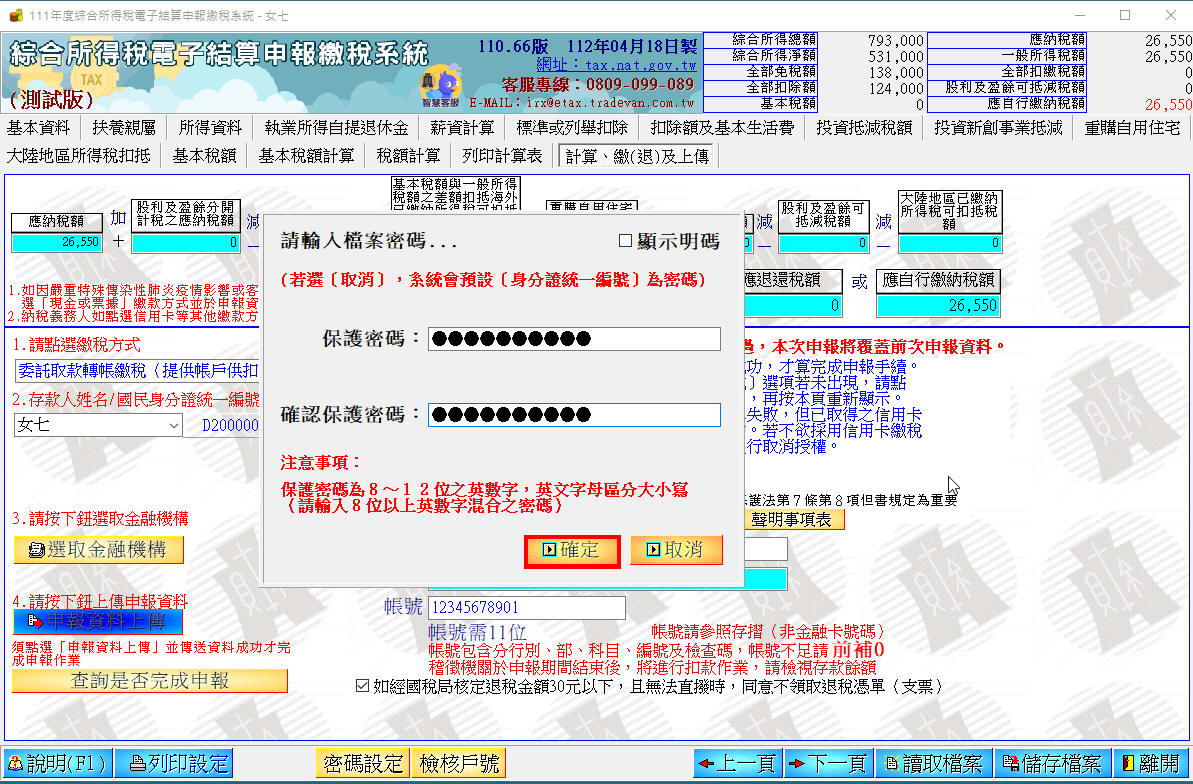 111年度綜合所得稅電子結算申報繳稅系統 - 女七
綜合所得稅電子結算申報繳稅系統
(測試版)
TAX
智慧客服
110.66版 112年04月18日製
網址：tax.nat.gov.tw
客服專線：0809-099-089
E-MAIL：irx@etax.tradevan.com.tw
綜合所得總額 793,000 應納稅額 26,550
綜合所得淨額 531,000 一般所得稅額 26,550
全部免稅額 138,000 全部扣繳稅額 0
全部扣除額 124,000 股利及盈餘可抵減稅額 0
基本稅額 0 應自行繳納稅額 26,550
基本資料 扶養親屬 所得資料 執業所得自提退休金 薪資計算 標準或列舉扣除 扣除額及基本生活費 投資抵減稅額 投資新創事業抵減 重購自用住宅
大陸地區所得稅扣抵 基本稅額 基本稅額計算 稅額計算 列印計算表 計算、繳(退)及上傳
應納稅額
26,550
加
＋
股利及盈餘分開
計稅之應納稅額
0
減
－
基本稅額與一般所得
稅額之差額扣抵海外
重購自用住宅
減
－
股利及盈餘可
抵減稅額
0
減
－
大陸地區已繳納
所得稅可扣抵稅
額
0
應退還稅額
0
或
應自行繳納稅額
26,550
1.如因嚴重特殊傳染性肺炎疫情影響或客
選「現金或票據」繳款方式並於申報資
2.納稅義務人如點選信用卡等其他繳款方
1.請點選繳稅方式
委託取款轉帳繳稅（提供帳戶供扣
2.存款人姓名/國民身分證統一編號
女七 D200000
3.請按下鈕選取金融機構
選取金融機構
4.請按下鈕上傳申報資料
申報資料上傳
須點選「申報資料上傳」並傳送資料成功才完
成申報作業
查詢是否完成申報
，本次申報將覆蓋前次申報資料。
功，才算完成申報手續。
〕選項若未出現，請點
，再按本頁重新顯示。
失敗，但已取得之信用卡
。若不欲採用信用卡繳稅
行取消授權。
護法第７條第８項但書規定為重要
聲明事項表
請輸入檔案密碼...
顯示明碼
(若選〔取消〕，系統會預設〔身分證統一編號〕為密碼)
保護密碼：●●●●●●●●●●
確認保護密碼：●●●●●●●●●●
注意事項：
保護密碼為８～１２位之英數字，英文字母區分大小寫
（請輸入８位以上英數字混合之密碼）
確定 取消
帳號 12345678901
帳號需11位 帳號請參照存摺（非金融卡號碼）
帳號包含分行別、部、科目、編號及檢查碼，帳號不足請 前補0
稽徵機關於申報期間結束後，將進行扣款作業，請檢視存款餘額
如經國稅局核定退稅金額30元以下，且無法直撥時，同意不領取退稅憑單（支票）
說明(F1) 列印設定 密碼設定 檢核戶號 上一頁 下一頁 讀取檔案 儲存檔案 離開